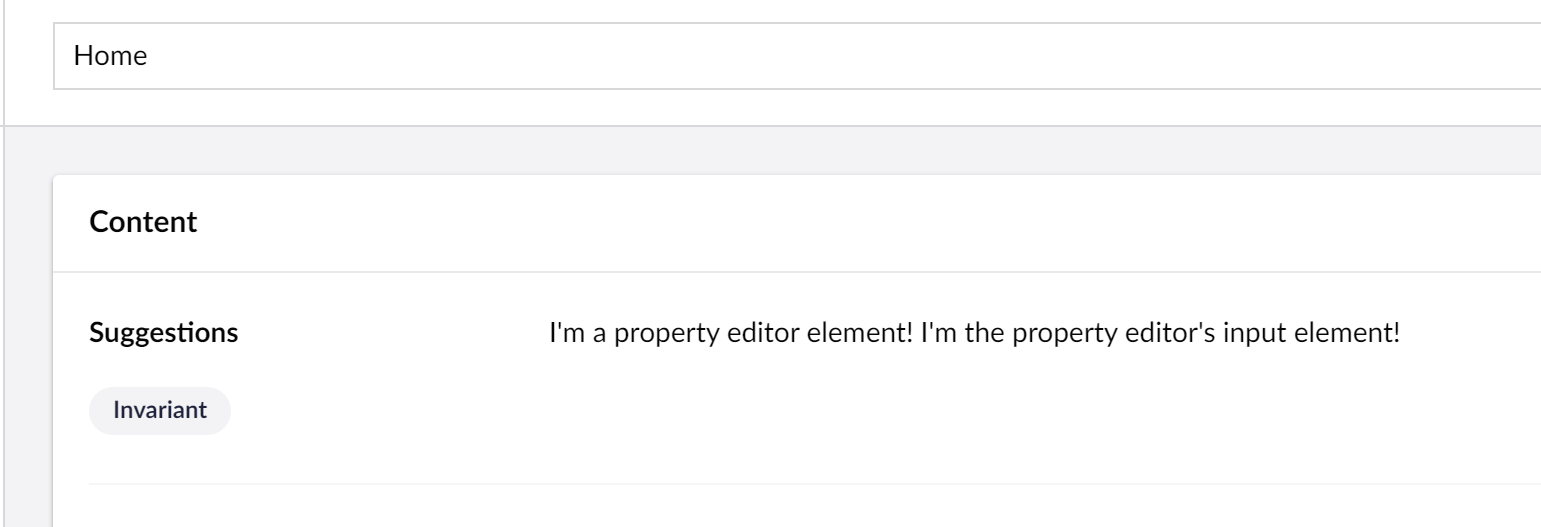 Home
Content
Suggestions
I'm a property editor element! I'm the property editor's input element!
Invariant